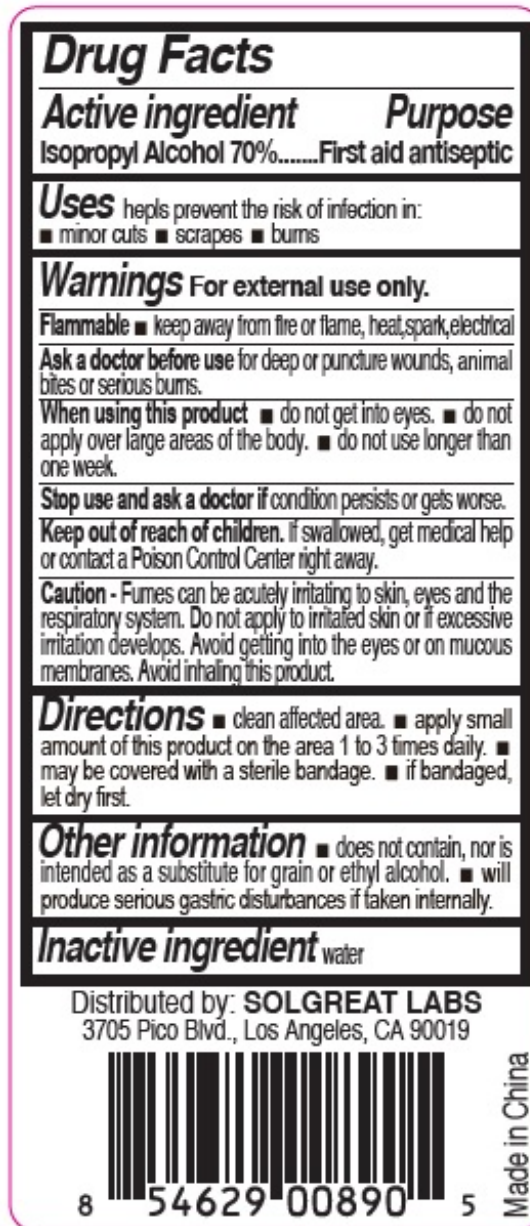 Drug Facts
Active ingredient Purpose
Isopropyl Alcohol 70%.......First aid antiseptic
Uses hepls prevent the risk of infection in:
■ minor cuts ■ scrapes ■ burns
Warnings For external use only.
Flammable ■ keep away from fire or flame, heat,spark,electrical
Ask a doctor before use for deep or puncture wounds, animal
bites or serious burns.
When using this product ■ do not get into eyes. ■ do not
apply over large areas of the body. ■ do not use longer than
one week.
Stop use and ask a doctor if condition persists or gets worse.
Keep out of reach of children. If swallowed, get medical help
or contact a Poison Control Center right away.
Caution - Fumes can be acutely irritating to skin, eyes and the
respiratory system. Do not apply to irritated skin or if excessive
irritation develops. Avoid getting into the eyes or on mucous
membranes. Avoid inhaling this product.
Directions ■ clean affected area. ■ apply small
amount of this product on the area 1 to 3 times daily. ■
may be covered with a sterile bandage. ■ if bandaged,
let dry first.
Other information ■ does not contain, nor is
intended as a substitute for grain or ethyl alcohol. ■ will
produce serious gastric disturbances if taken internally.
Inactive ingredient water
Distributed by: SOLGREAT LABS
3705 Pico Blvd., Los Angeles, CA 90019
8 54629 00890 5
Made in China